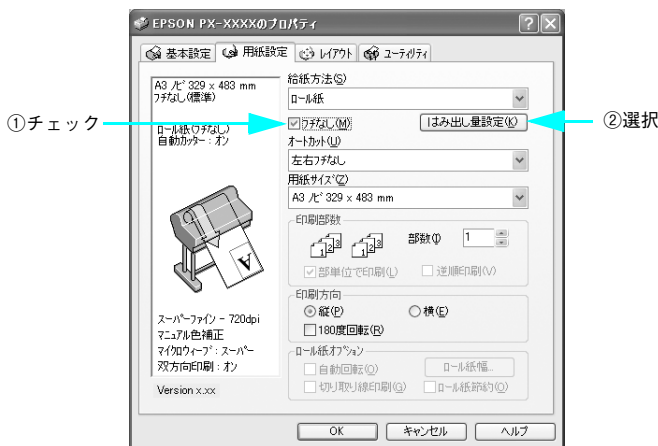 EPSON PX-XXXXのプロパティ
基本設定 用紙設定 レイアウト ユーティリティ
A3 ノビ 329 x 483 mm
フチなし(標準)
ロール紙(フチなし)
自動カッター : オン
スーパーファイン - 720dpi
マニュアル色補正
マイクロウィーブ : スーパー
双方向印刷 : オン
Version x.xx
給紙方法(S)
ロール紙
①チェック
フチなし(M) はみ出し量設定(K)
②選択
オートカット(U)
左右フチなし
用紙サイズ(Z)
A3 ノビ 329 x 483 mm
印刷部数
1 2 3 1 2 3
部数(I) 1
部単位で印刷(L) 逆順印刷(V)
印刷方向
縦(P) 横(E)
180度回転(R)
ロール紙オプション
自動回転(O) ロール紙幅...
切り取り線印刷(G) ロール紙節約(Q)
OK キャンセル ヘルプ